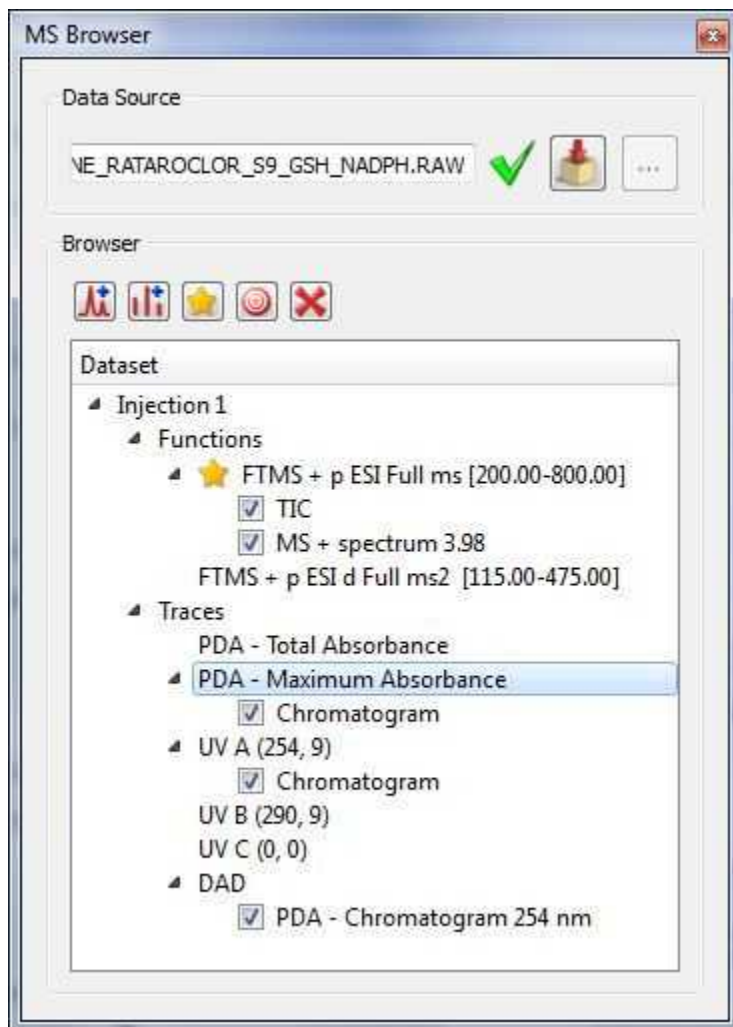 MS Browser
Data Source
NE_RATAROCLOR_S9_GSH_NADPH.RAW
...
Browser
Dataset
Injection 1
Functions
FTMS + p ESI Full ms [200.00-800.00]
TIC
MS + spectrum 3.98
FTMS + p ESI d Full ms2 [115.00-475.00]
Traces
PDA - Total Absorbance
PDA - Maximum Absorbance
Chromatogram
UV A (254, 9)
Chromatogram
UV B (290, 9)
UV C (0, 0)
DAD
PDA - Chromatogram 254 nm